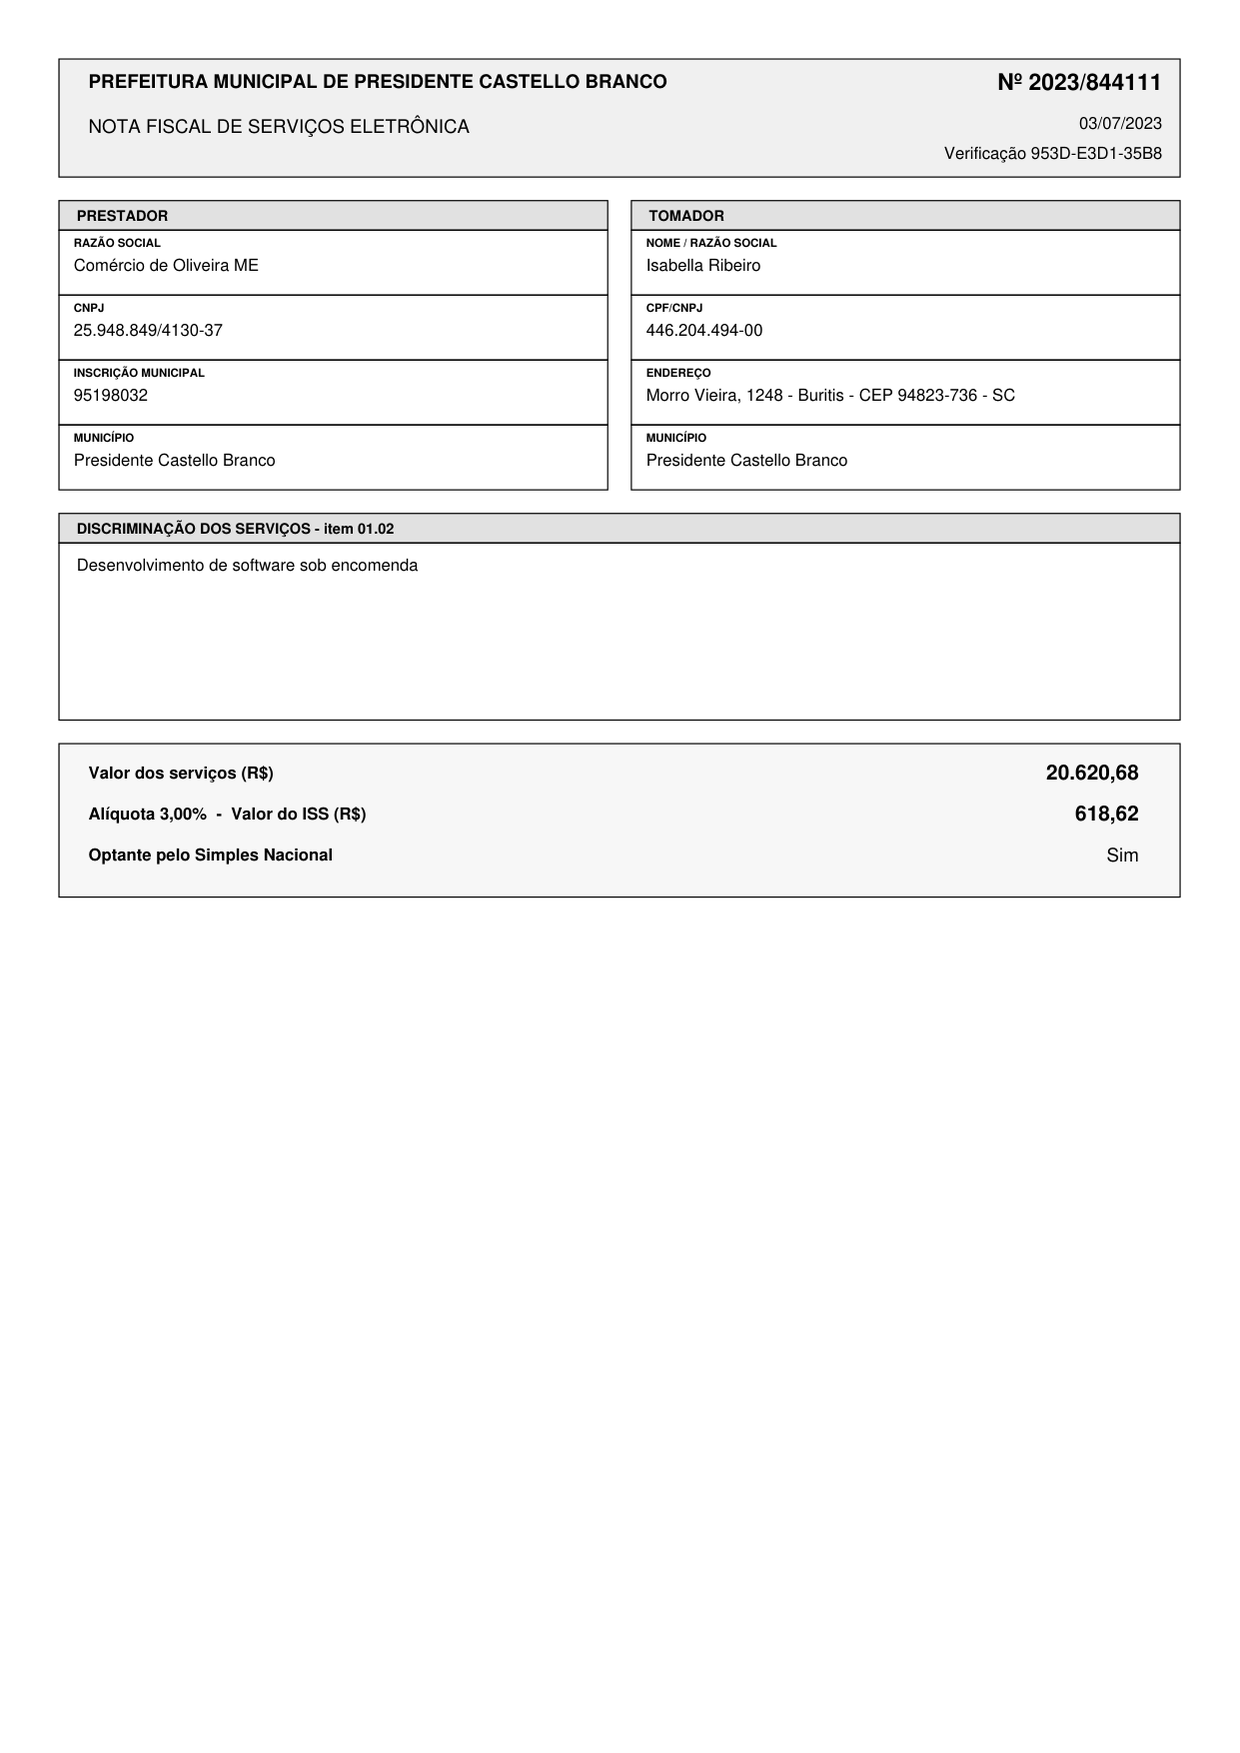 PREFEITURA MUNICIPAL DE PRESIDENTE CASTELLO BRANCO
Nº 2023/844111
NOTA FISCAL DE SERVIÇOS ELETRÔNICA
03/07/2023
Verificação 953D-E3D1-35B8
PRESTADOR
RAZÃO SOCIAL
Comércio de Oliveira ME
CNPJ
25.948.849/4130-37
INSCRIÇÃO MUNICIPAL
95198032
MUNICÍPIO
Presidente Castello Branco
TOMADOR
NOME / RAZÃO SOCIAL
Isabella Ribeiro
CPF/CNPJ
446.204.494-00
ENDEREÇO
Morro Vieira, 1248 - Buritis - CEP 94823-736 - SC
MUNICÍPIO
Presidente Castello Branco
DISCRIMINAÇÃO DOS SERVIÇOS - item 01.02
Desenvolvimento de software sob encomenda
Valor dos serviços (R$) 20.620,68
Alíquota 3,00% - Valor do ISS (R$) 618,62
Optante pelo Simples Nacional Sim